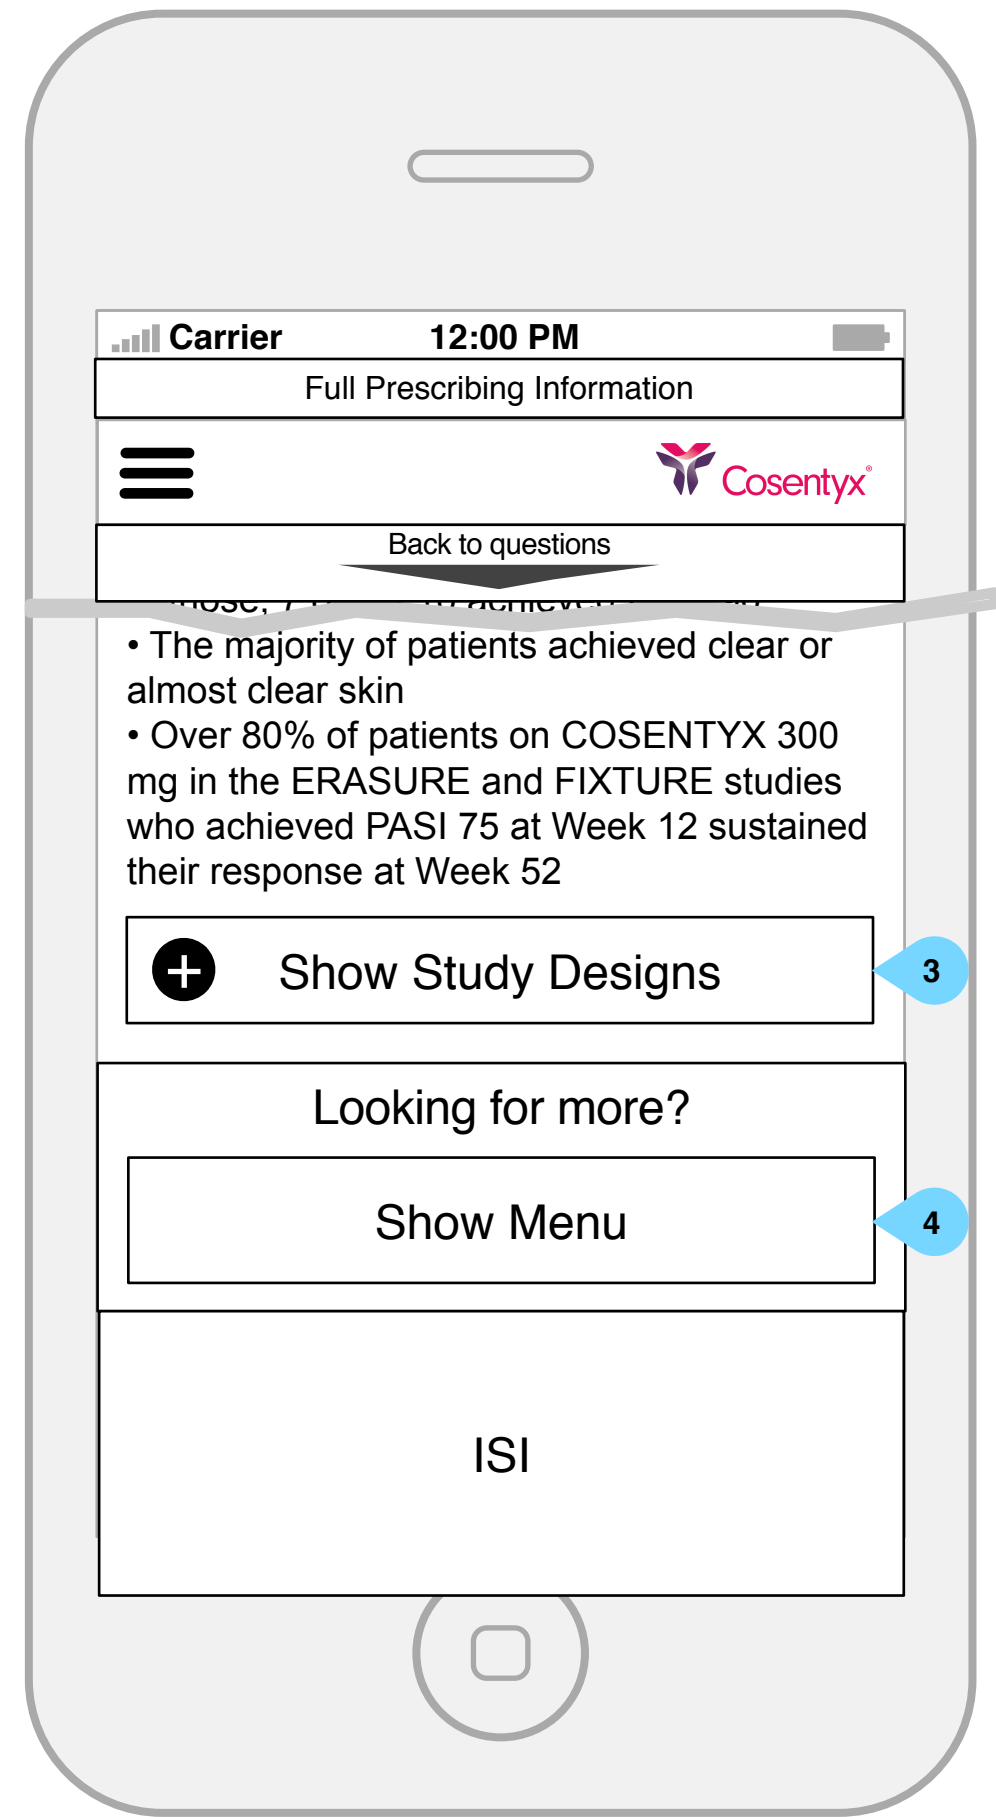 Carrier 12:00 PM
Full Prescribing Information
Cosentyx®
Back to questions
achieved
• The majority of patients achieved clear or
almost clear skin
• Over 80% of patients on COSENTYX 300
mg in the ERASURE and FIXTURE studies
who achieved PASI 75 at Week 12 sustained
their response at Week 52
+ Show Study Designs
3
Looking for more?
Show Menu
4
ISI